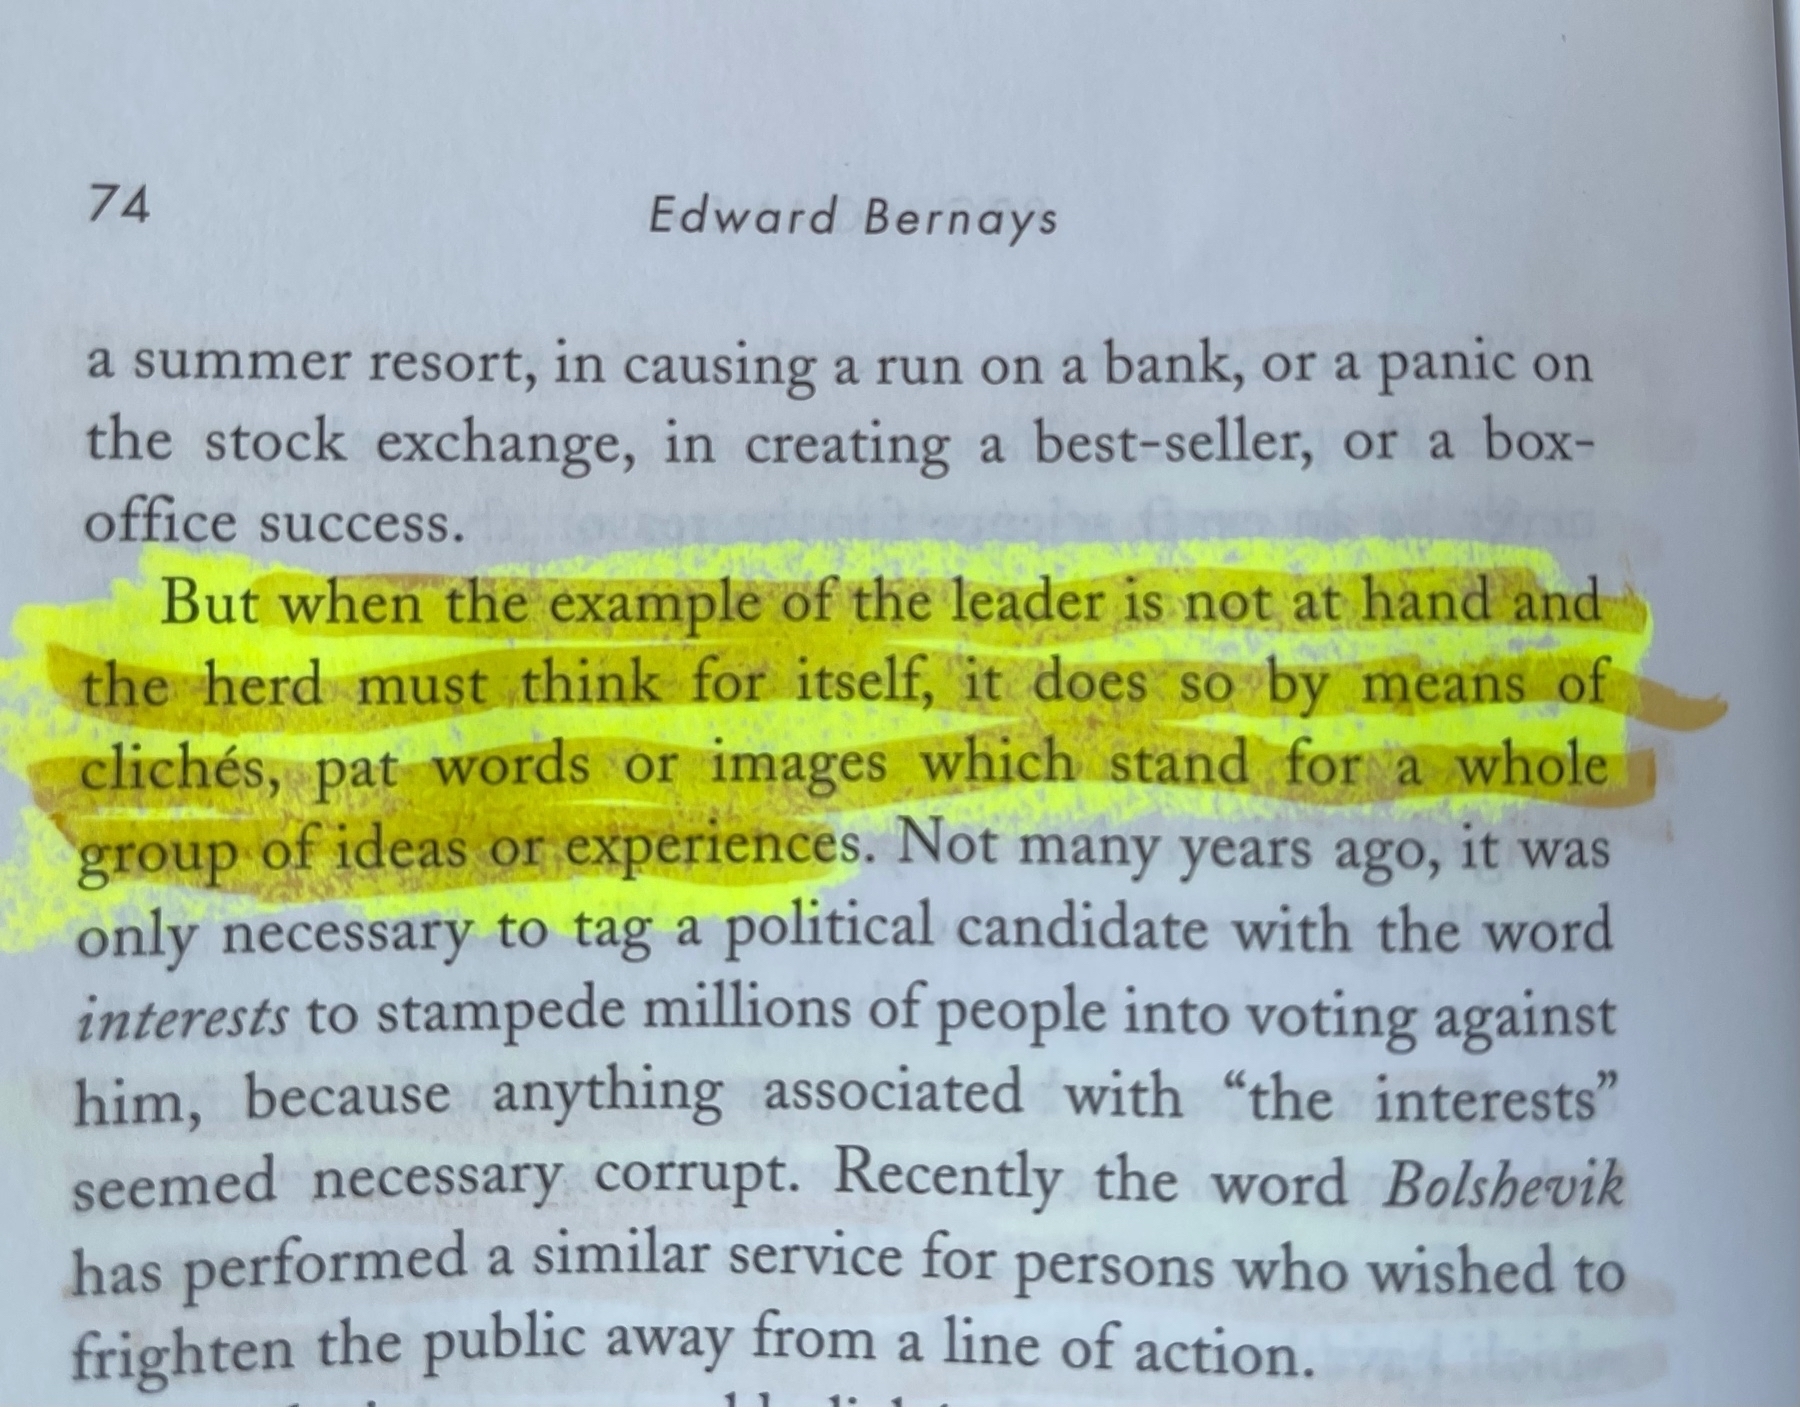 74
Edward Bernays
a summer resort, in causing a run on a bank, or a panic on
the stock exchange, in creating a best-seller, or a box-
office success.
But when the example of the leader is not at hand and
the herd must think for itself, it does so by means of
clichés, pat words or images which stand for a whole
group of ideas or experiences. Not many years ago, it was
only necessary to tag a political candidate with the word
interests to stampede millions of people into voting against
him, because anything associated with “the interests”
seemed necessary corrupt. Recently the word Bolshevik
has performed a similar service for persons who wished to
frighten the public away from a line of action.